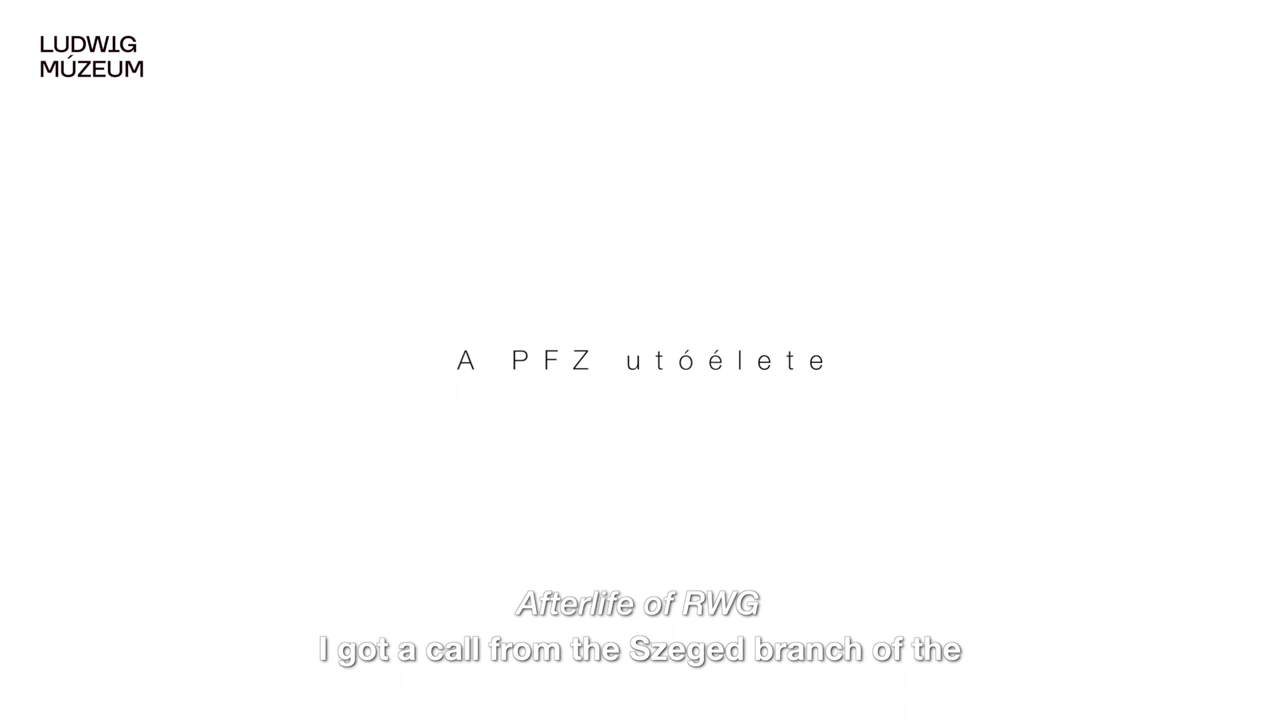 LUDWIG
MÚZEUM
A PFZ utóélete
Afterlife of RWG
I got a call from the Szeged branch of the